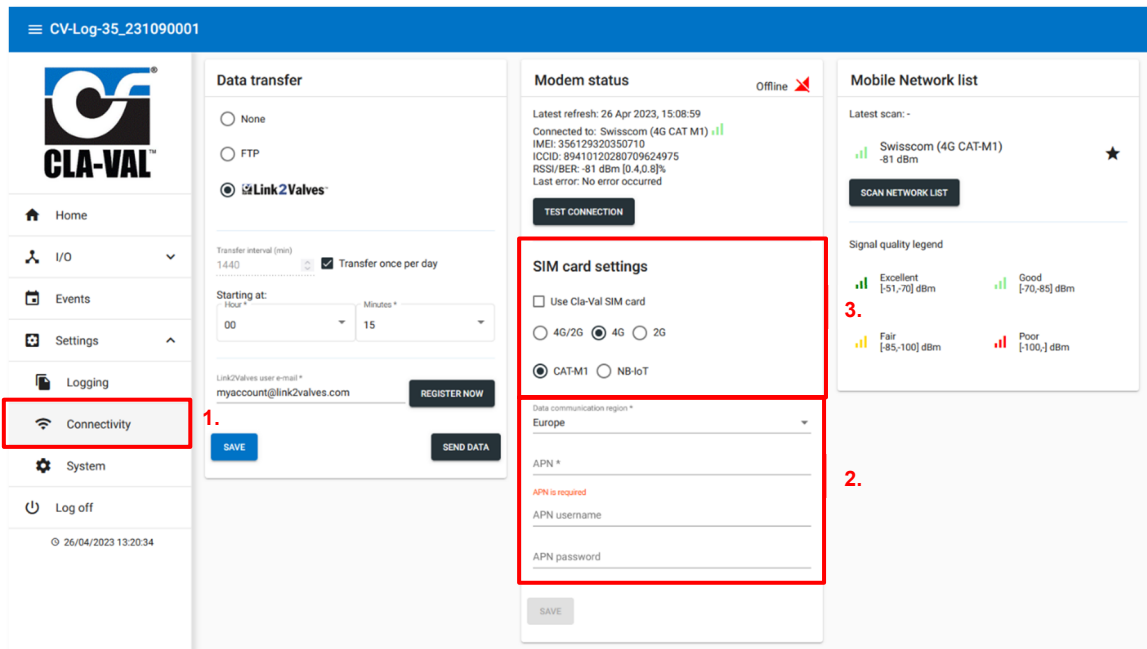 CV-Log-35_231090001
CLA-VAL™
®
Home
I/O
Events
Settings
Logging
Connectivity
1.
System
Log off
26/04/2023 13:20:34
Data transfer
None
FTP
Link2Valves™
Transfer interval (min)
1440
Transfer once per day
Starting at:
Hour *
00
Minutes *
15
Link2Valves user e-mail *
myaccount@link2valves.com
REGISTER NOW
SAVE
SEND DATA
Modem status
Offline
Latest refresh: 26 Apr 2023, 15:08:59
Connected to: Swisscom (4G CAT M1)
IMEI: 356129320350710
ICCID: 89410120280709624975
RSSI/BER: -81 dBm [0.4,0.8]%
Last error: No error occurred
TEST CONNECTION
SIM card settings
Use Cla-Val SIM card
4G/2G 4G 2G
CAT-M1 NB-IoT
3.
Data communication region *
Europe
APN *
APN is required
APN username
APN password
2.
SAVE
Mobile Network list
Latest scan: -
Swisscom (4G CAT-M1)
-81 dBm
SCAN NETWORK LIST
Signal quality legend
Excellent
[-51,-70] dBm
Good
[-70,-85] dBm
Fair
[-85,-100] dBm
Poor
[-100,-] dBm